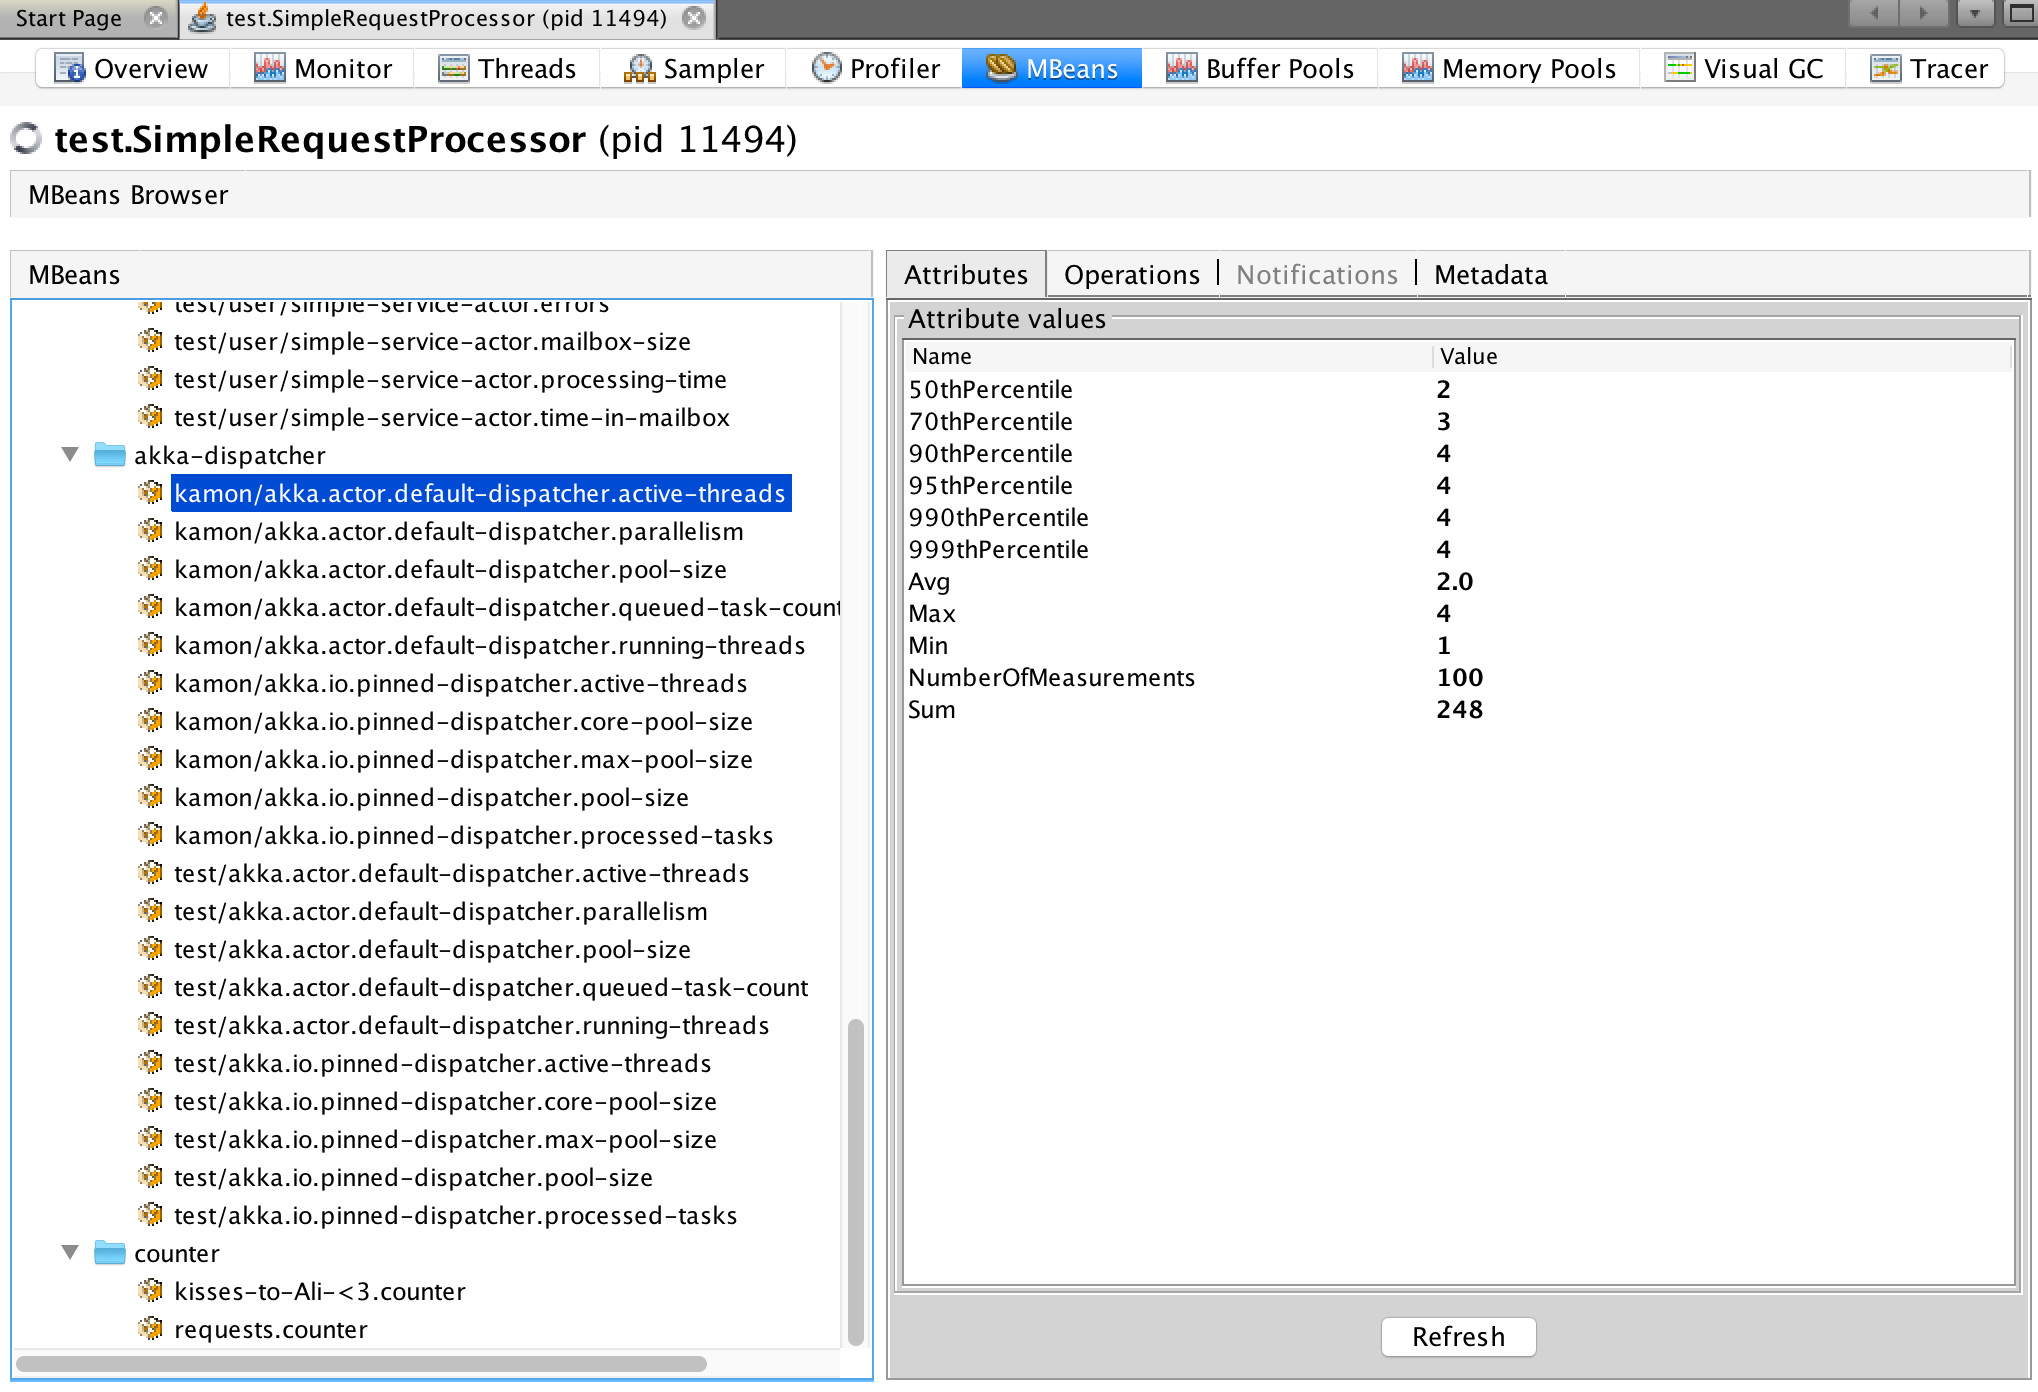 Start Page
test.SimpleRequestProcessor (pid 11494)
Overview
Monitor
Threads
Sampler
Profiler
MBeans
Buffer Pools
Memory Pools
Visual GC
Tracer
test.SimpleRequestProcessor (pid 11494)
MBeans Browser
MBeans
test/user/simple-service-actor.errors
test/user/simple-service-actor.mailbox-size
test/user/simple-service-actor.processing-time
test/user/simple-service-actor.time-in-mailbox
akka-dispatcher
kamon/akka.actor.default-dispatcher.active-threads
kamon/akka.actor.default-dispatcher.parallelism
kamon/akka.actor.default-dispatcher.pool-size
kamon/akka.actor.default-dispatcher.queued-task-count
kamon/akka.actor.default-dispatcher.running-threads
kamon/akka.io.pinned-dispatcher.active-threads
kamon/akka.io.pinned-dispatcher.core-pool-size
kamon/akka.io.pinned-dispatcher.max-pool-size
kamon/akka.io.pinned-dispatcher.pool-size
kamon/akka.io.pinned-dispatcher.processed-tasks
test/akka.actor.default-dispatcher.active-threads
test/akka.actor.default-dispatcher.parallelism
test/akka.actor.default-dispatcher.pool-size
test/akka.actor.default-dispatcher.queued-task-count
test/akka.actor.default-dispatcher.running-threads
test/akka.io.pinned-dispatcher.active-threads
test/akka.io.pinned-dispatcher.core-pool-size
test/akka.io.pinned-dispatcher.max-pool-size
test/akka.io.pinned-dispatcher.pool-size
test/akka.io.pinned-dispatcher.processed-tasks
counter
kisses-to-Ali-<3.counter
requests.counter
Attributes Operations Notifications Metadata
Attribute values
Name Value
50thPercentile 2
70thPercentile 3
90thPercentile 4
95thPercentile 4
990thPercentile 4
999thPercentile 4
Avg 2.0
Max 4
Min 1
NumberOfMeasurements 100
Sum 248
Refresh